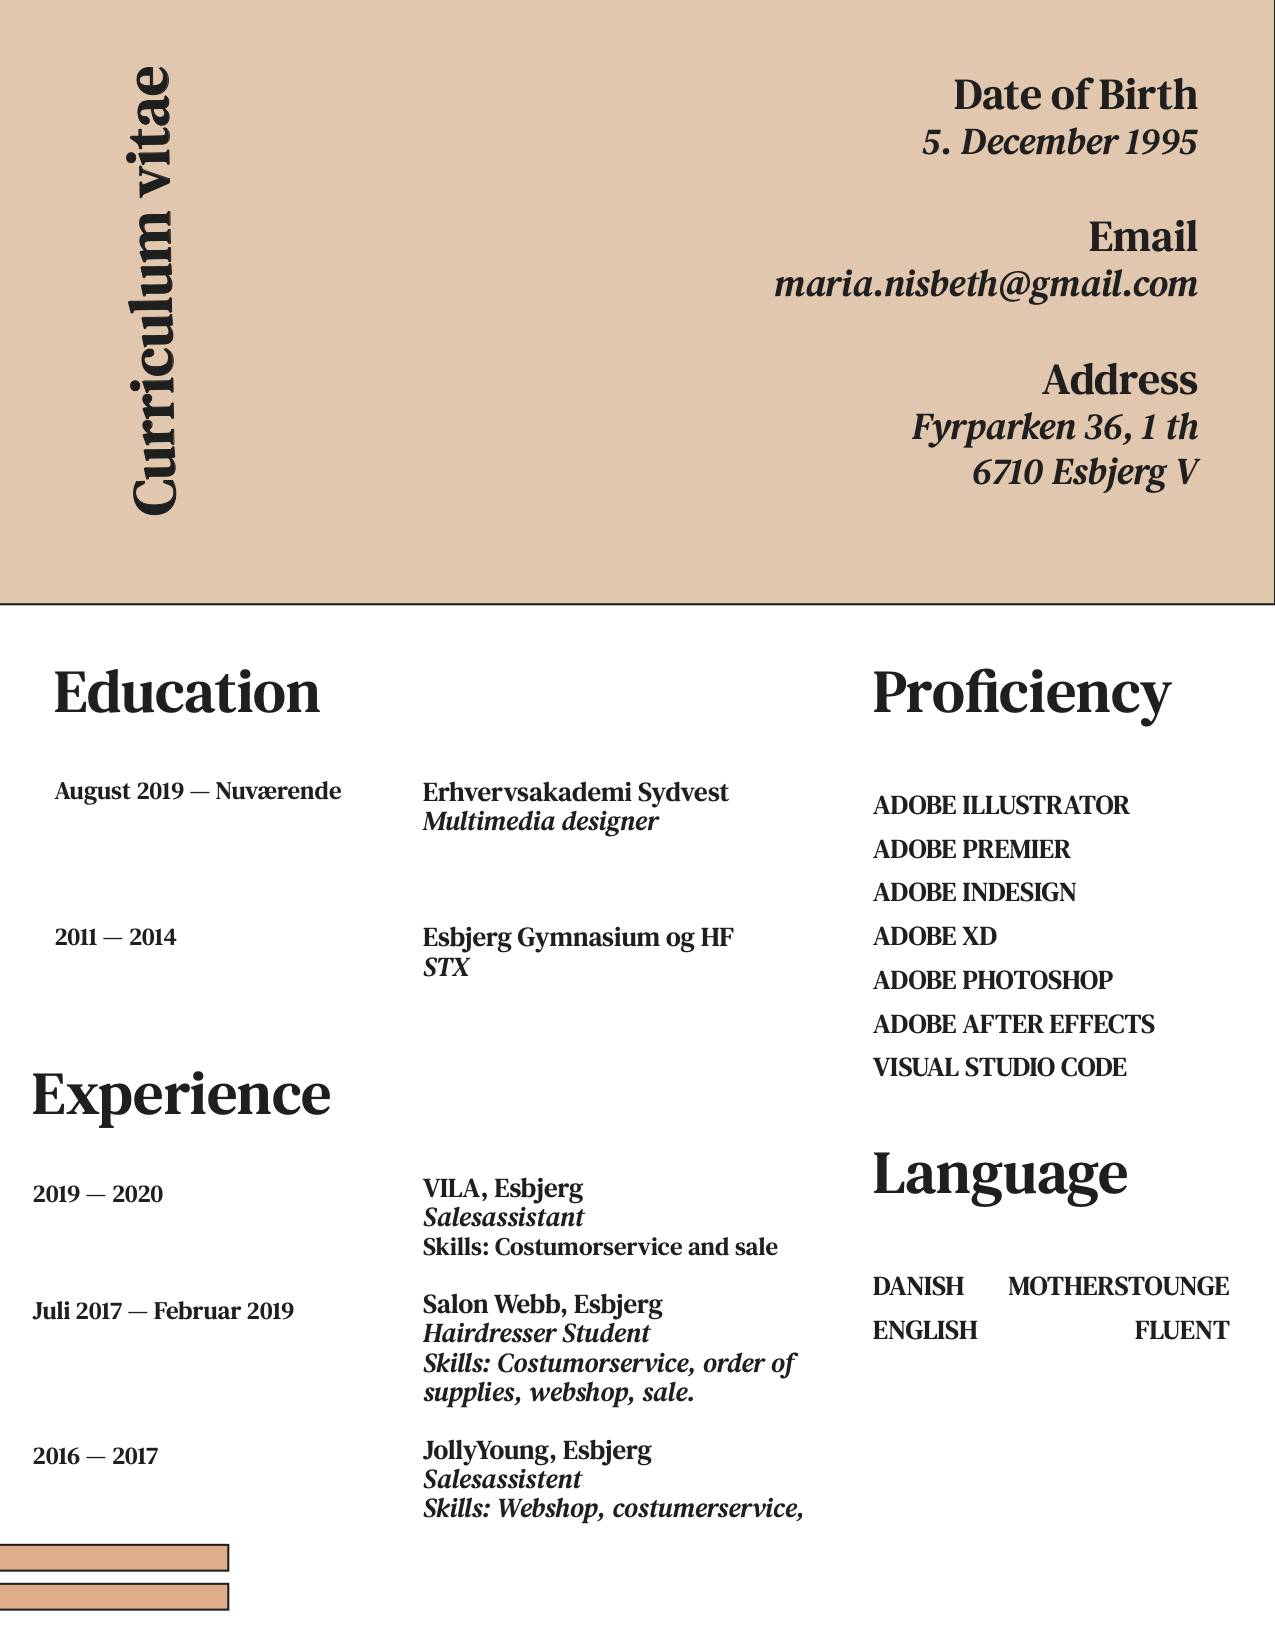 Curriculum vitae
Date of Birth
5. December 1995
Email
maria.nisbeth@gmail.com
Address
Fyrparken 36, 1 th
6710 Esbjerg V
Education
August 2019 — Nuværende
Erhvervsakademi Sydvest
Multimedia designer
2011 — 2014
Esbjerg Gymnasium og HF
STX
Experience
2019 — 2020
VILA, Esbjerg
Salesassistant
Skills: Costumorservice and sale
Juli 2017 — Februar 2019
Salon Webb, Esbjerg
Hairdresser Student
Skills: Costumorservice, order of
supplies, webshop, sale.
2016 — 2017
JollyYoung, Esbjerg
Salesassistent
Skills: Webshop, costumerservice,
Proficiency
ADOBE ILLUSTRATOR
ADOBE PREMIER
ADOBE INDESIGN
ADOBE XD
ADOBE PHOTOSHOP
ADOBE AFTER EFFECTS
VISUAL STUDIO CODE
Language
DANISH MOTHERSTOUNGE
ENGLISH FLUENT